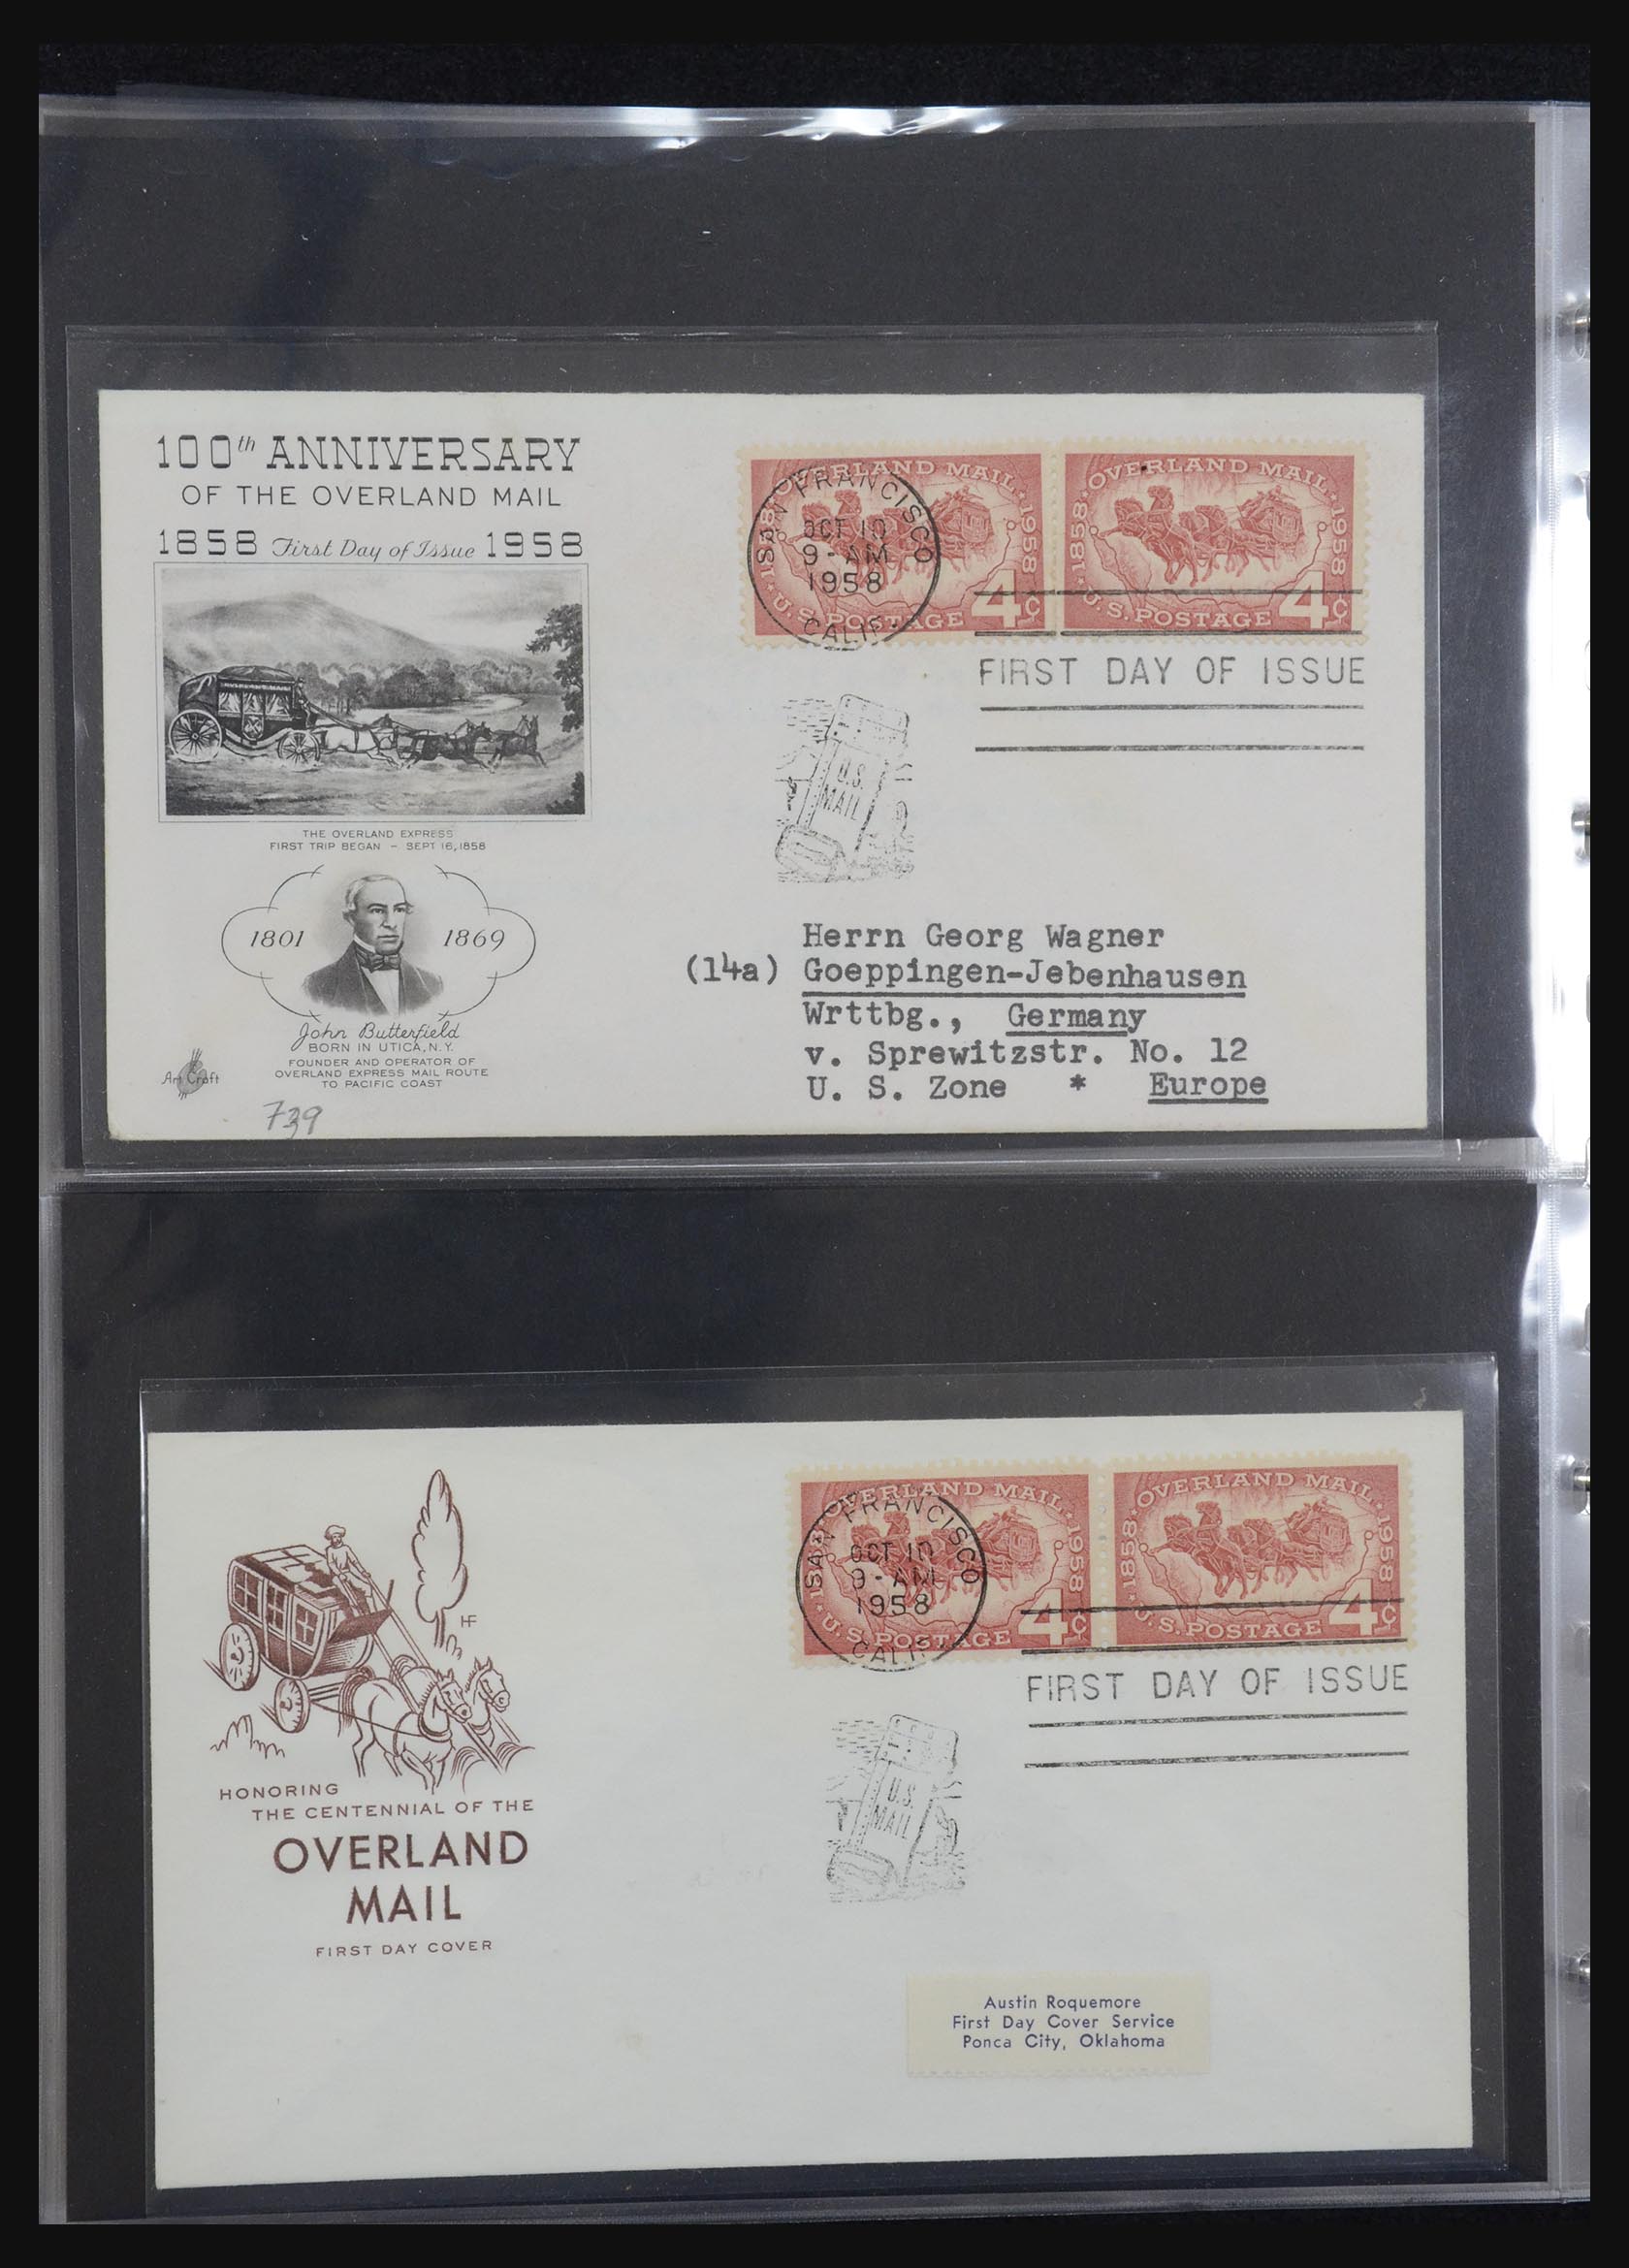 100th ANNIVERSARY
OF THE OVERLAND MAIL
1858 First Day of Issue 1958
THE OVERLAND EXPRESS
FIRST TRIP BEGAN – SEPT 16, 1858
1801 1869
John Butterfield
BORN IN UTICA, N.Y.
FOUNDER AND OPERATOR OF
OVERLAND EXPRESS MAIL ROUTE
TO PACIFIC COAST
Art Craft
739
OVERLAND MAIL
1858 1958
U.S. POSTAGE 4c
OVERLAND MAIL
1858 1958
U.S. POSTAGE 4c
SAN FRANCISCO
OCT 10
9 - AM
1958
CALIF
FIRST DAY OF ISSUE
U.S.
MAIL
Herrn Georg Wagner
(14a) Goeppingen-Jebenhausen
Wrttbg., Germany
v. Sprewitzstr. No. 12
U. S. Zone * Europe
HF
HONORING
THE CENTENNIAL OF THE
OVERLAND
MAIL
FIRST DAY COVER
OVERLAND MAIL
1858 1958
U.S. POSTAGE 4c
OVERLAND MAIL
1858 1958
U.S. POSTAGE 4c
SAN FRANCISCO
OCT 10
9 - AM
1958
CALIF
FIRST DAY OF ISSUE
U.S.
MAIL
Austin Roquemore
First Day Cover Service
Ponca City, Oklahoma